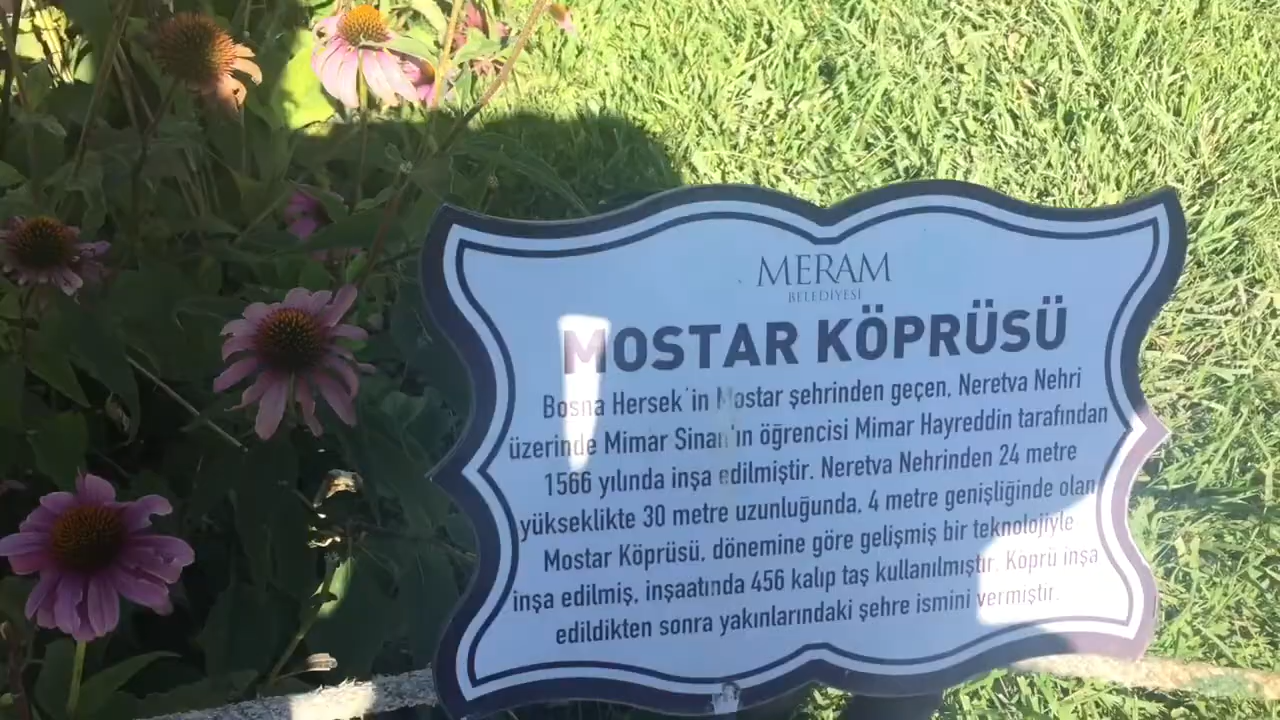 MERAM
BELEDİYESİ
MOSTAR KÖPRÜSÜ
Bosna Hersek'in Mostar şehrinden geçen, Neretva Nehri
üzerinde Mimar Sinan'ın öğrencisi Mimar Hayreddin tarafından
1566 yılında inşa edilmiştir. Neretva Nehrinden 24 metre
yükseklikte 30 metre uzunluğunda, 4 metre genişliğinde olan
Mostar Köprüsü, dönemine göre gelişmiş bir teknolojiyle
inşa edilmiş, inşaatında 456 kalıp taş kullanılmıştır. Köprü inşa
edildikten sonra yakınlarındaki şehre ismini vermiştir.